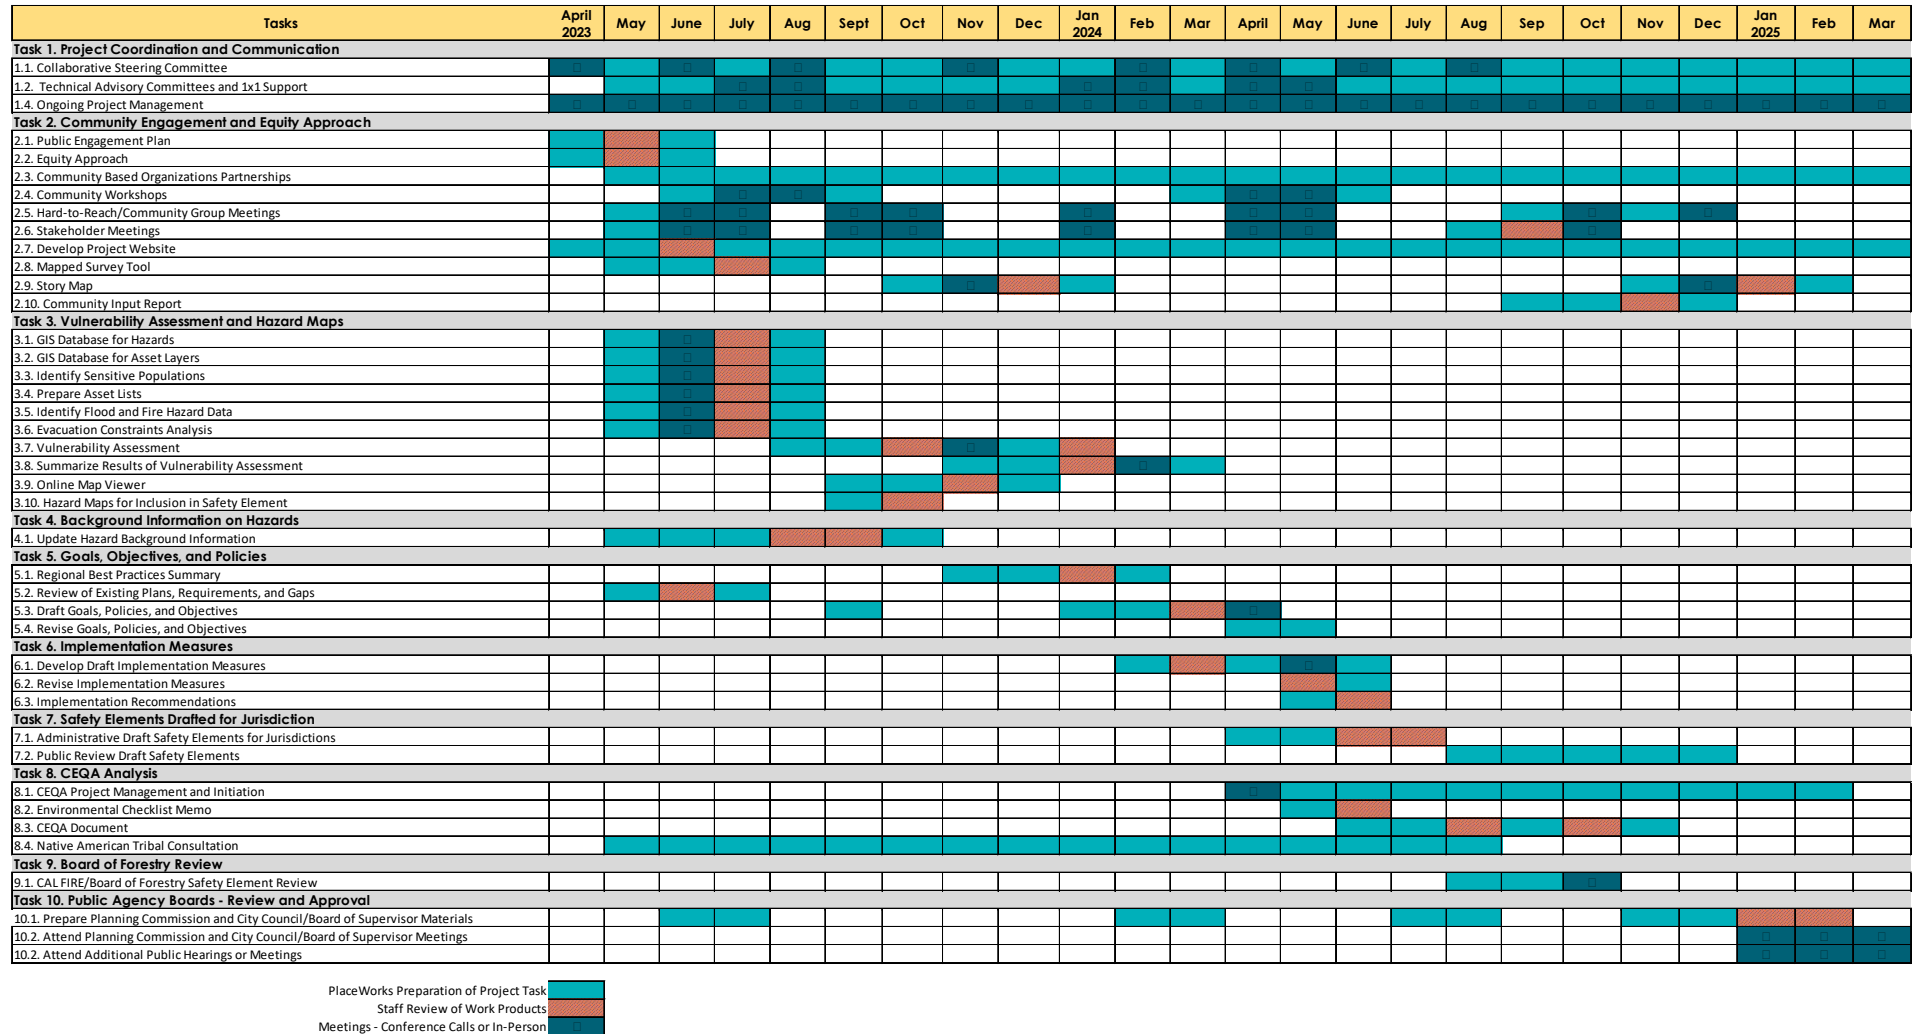 Tasks April 2023 May June July Aug Sept Oct Nov Dec Jan 2024 Feb Mar April May June July Aug Sep Oct Nov Dec Jan 2025 Feb Mar
Task 1. Project Coordination and Communication
1.1. Collaborative Steering Committee
1.2. Technical Advisory Committees and 1x1 Support
1.4. Ongoing Project Management
Task 2. Community Engagement and Equity Approach
2.1. Public Engagement Plan
2.2. Equity Approach
2.3. Community Based Organizations Partnerships
2.4. Community Workshops
2.5. Hard-to-Reach/Community Group Meetings
2.6. Stakeholder Meetings
2.7. Develop Project Website
2.8. Mapped Survey Tool
2.9. Story Map
2.10. Community Input Report
Task 3. Vulnerability Assessment and Hazard Maps
3.1. GIS Database for Hazards
3.2. GIS Database for Asset Layers
3.3. Identify Sensitive Populations
3.4. Prepare Asset Lists
3.5. Identify Flood and Fire Hazard Data
3.6. Evacuation Constraints Analysis
3.7. Vulnerability Assessment
3.8. Summarize Results of Vulnerability Assessment
3.9. Online Map Viewer
3.10. Hazard Maps for Inclusion in Safety Element
Task 4. Background Information on Hazards
4.1. Update Hazard Background Information
Task 5. Goals, Objectives, and Policies
5.1. Regional Best Practices Summary
5.2. Review of Existing Plans, Requirements, and Gaps
5.3. Draft Goals, Policies, and Objectives
5.4. Revise Goals, Policies, and Objectives
Task 6. Implementation Measures
6.1. Develop Draft Implementation Measures
6.2. Revise Implementation Measures
6.3. Implementation Recommendations
Task 7. Safety Elements Drafted for Jurisdiction
7.1. Administrative Draft Safety Elements for Jurisdictions
7.2. Public Review Draft Safety Elements
Task 8. CEQA Analysis
8.1. CEQA Project Management and Initiation
8.2. Environmental Checklist Memo
8.3. CEQA Document
8.4. Native American Tribal Consultation
Task 9. Board of Forestry Review
9.1. CAL FIRE/Board of Forestry Safety Element Review
Task 10. Public Agency Boards - Review and Approval
10.1. Prepare Planning Commission and City Council/Board of Supervisor Materials
10.2. Attend Planning Commission and City Council/Board of Supervisor Meetings
10.2. Attend Additional Public Hearings or Meetings
PlaceWorks Preparation of Project Task
Staff Review of Work Products
Meetings - Conference Calls or In-Person